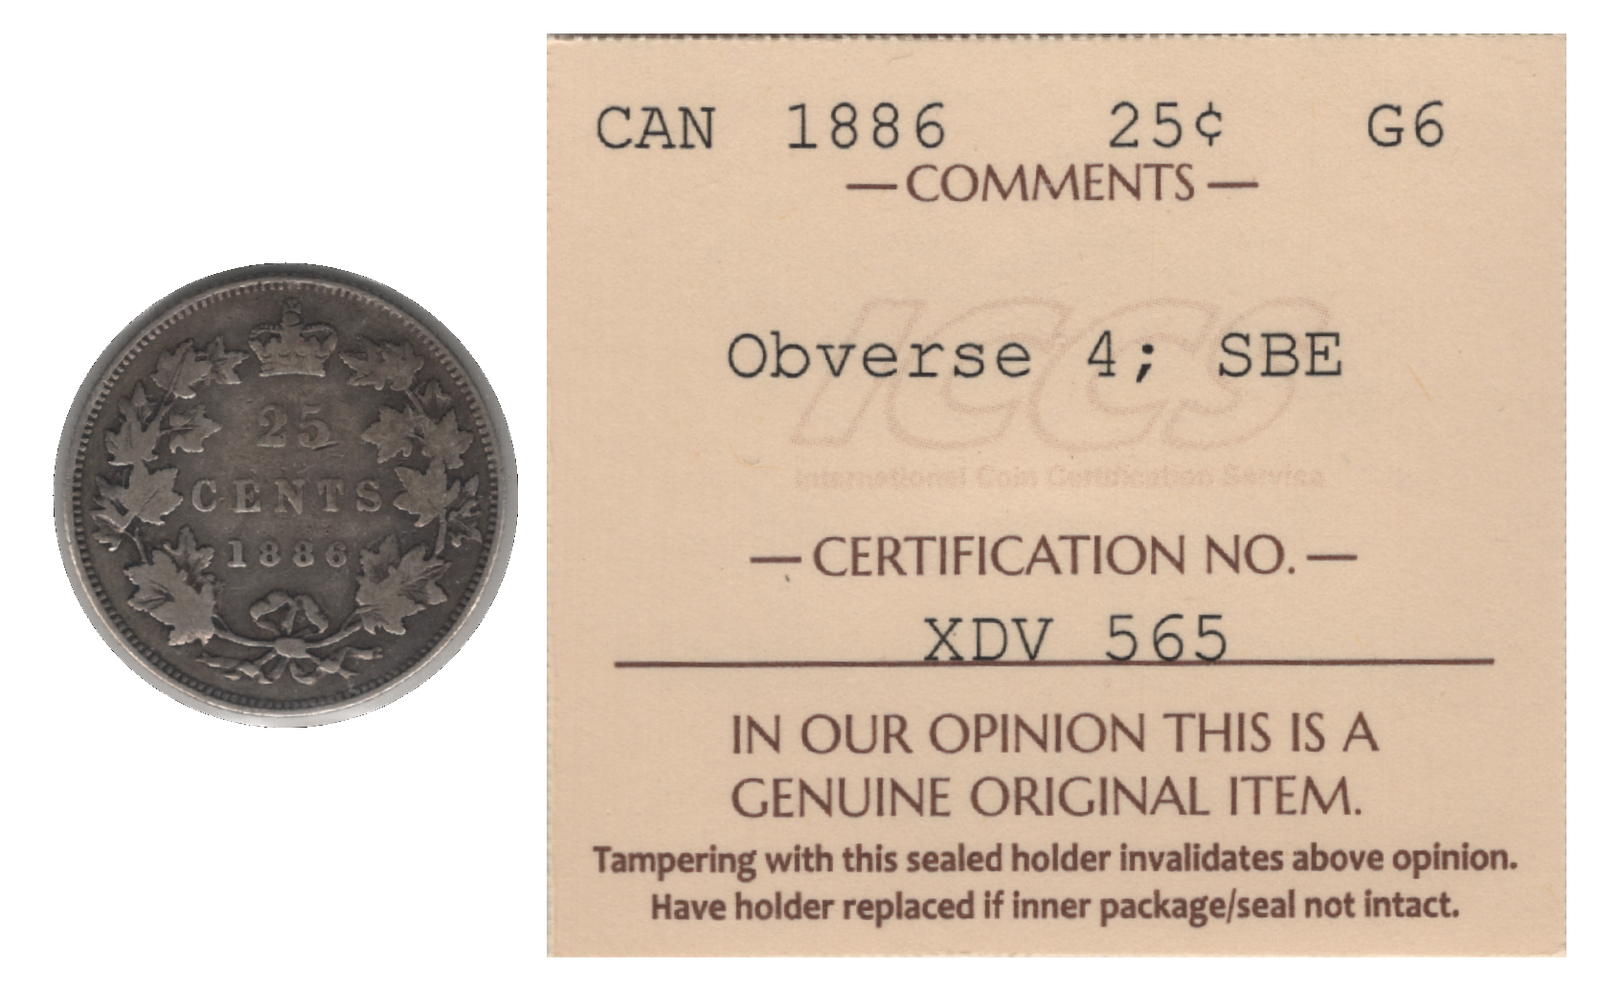 25
CENTS
1886
CAN 1886 25¢ G6
— COMMENTS —
ICCS
Obverse 4; SBE
International Coin Certification Service
— CERTIFICATION NO. —
XDV 565
IN OUR OPINION THIS IS A
GENUINE ORIGINAL ITEM.
Tampering with this sealed holder invalidates above opinion.
Have holder replaced if inner package/seal not intact.